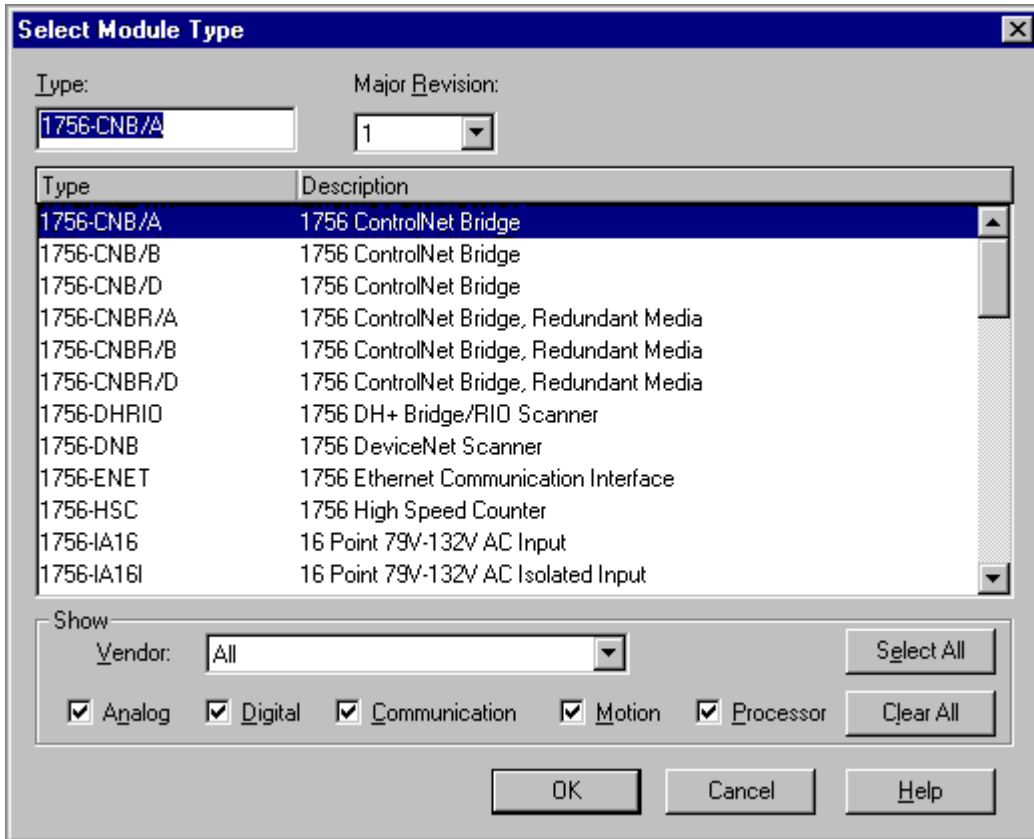 Select Module Type
Type: Major Revision:
1756-CNB/A 1
Type Description
1756-CNB/A 1756 ControlNet Bridge
1756-CNB/B 1756 ControlNet Bridge
1756-CNB/D 1756 ControlNet Bridge
1756-CNBR/A 1756 ControlNet Bridge, Redundant Media
1756-CNBR/B 1756 ControlNet Bridge, Redundant Media
1756-CNBR/D 1756 ControlNet Bridge, Redundant Media
1756-DHRIO 1756 DH+ Bridge/RIO Scanner
1756-DNB 1756 DeviceNet Scanner
1756-ENET 1756 Ethernet Communication Interface
1756-HSC 1756 High Speed Counter
1756-IA16 16 Point 79V-132V AC Input
1756-IA16I 16 Point 79V-132V AC Isolated Input
Show
Vendor: All Select All
Analog Digital Communication Motion Processor Clear All
OK Cancel Help